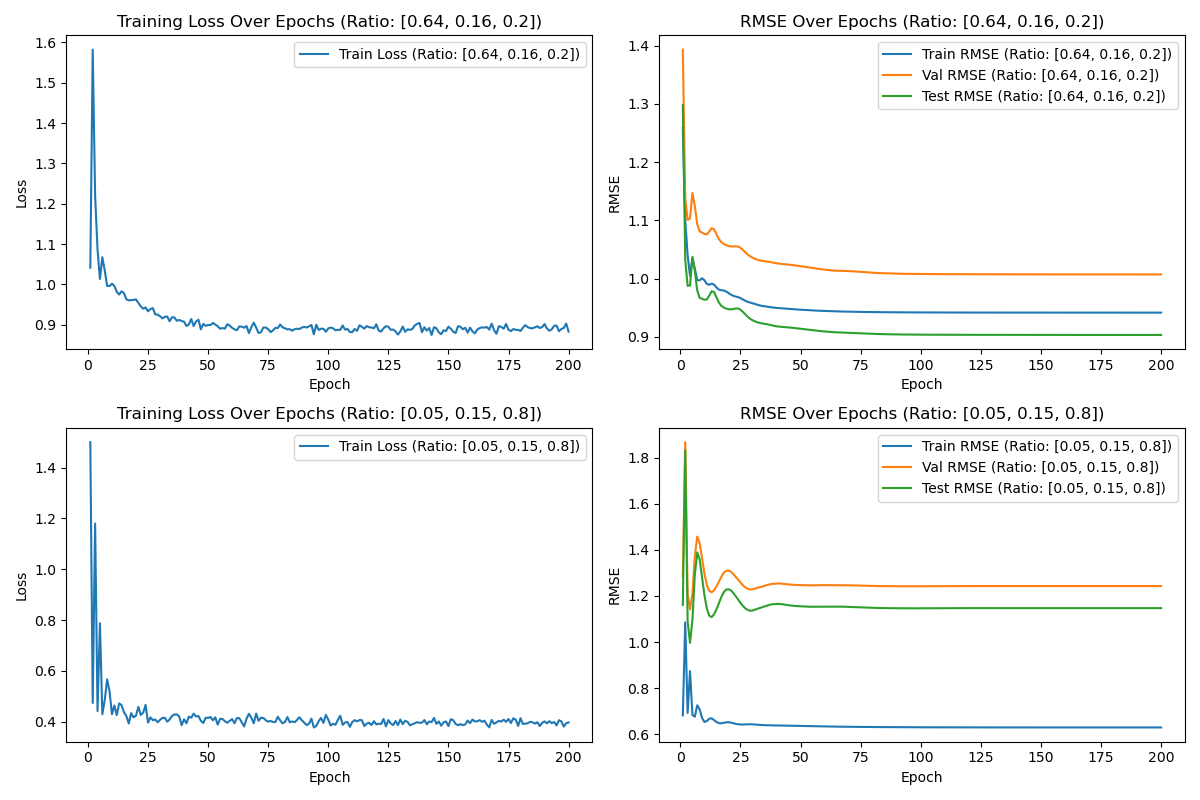 Training Loss Over Epochs (Ratio: [0.64, 0.16, 0.2])
Train Loss (Ratio: [0.64, 0.16, 0.2])
1.6
1.5
1.4
1.3
1.2
1.1
1.0
0.9
Loss
0 25 50 75 100 125 150 175 200
Epoch
RMSE Over Epochs (Ratio: [0.64, 0.16, 0.2])
Train RMSE (Ratio: [0.64, 0.16, 0.2])
Val RMSE (Ratio: [0.64, 0.16, 0.2])
Test RMSE (Ratio: [0.64, 0.16, 0.2])
1.4
1.3
1.2
1.1
1.0
0.9
RMSE
0 25 50 75 100 125 150 175 200
Epoch
Training Loss Over Epochs (Ratio: [0.05, 0.15, 0.8])
Train Loss (Ratio: [0.05, 0.15, 0.8])
1.4
1.2
1.0
0.8
0.6
0.4
Loss
0 25 50 75 100 125 150 175 200
Epoch
RMSE Over Epochs (Ratio: [0.05, 0.15, 0.8])
Train RMSE (Ratio: [0.05, 0.15, 0.8])
Val RMSE (Ratio: [0.05, 0.15, 0.8])
Test RMSE (Ratio: [0.05, 0.15, 0.8])
1.8
1.6
1.4
1.2
1.0
0.8
0.6
RMSE
0 25 50 75 100 125 150 175 200
Epoch